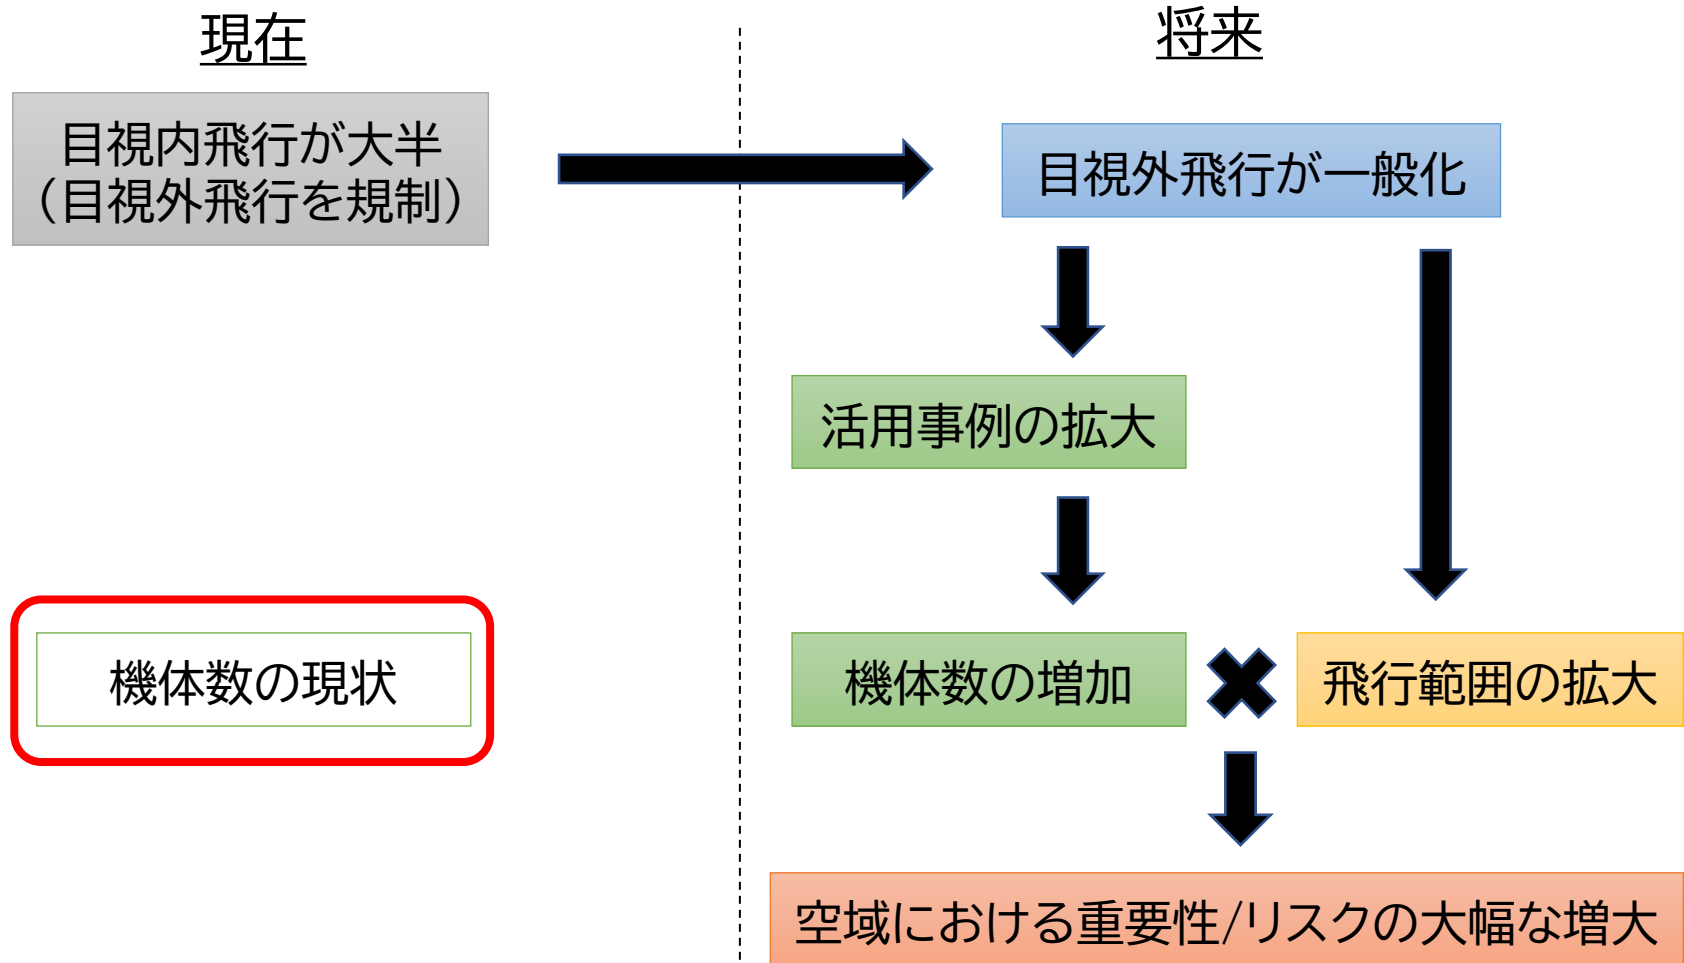 現在
将来
目視内飛行が大半
（目視外飛行を規制）
目視外飛行が一般化
活用事例の拡大
機体数の現状
機体数の増加
飛行範囲の拡大
空域における重要性/リスクの大幅な増大